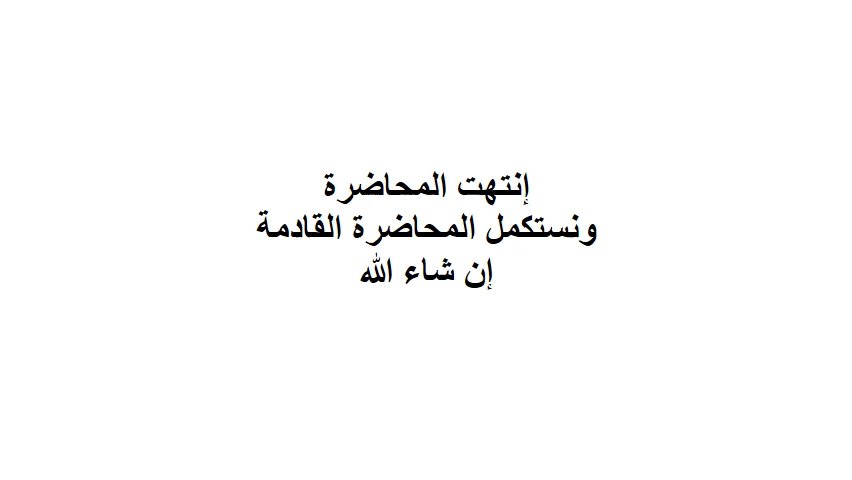 إنتهت المحاضرة
ونستكمل المحاضرة القادمة
إن شاء الله